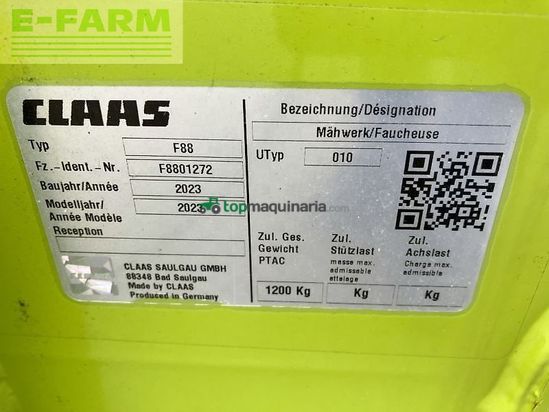 E-FARM
CLAAS
Typ F88
Fz.-Ident.-Nr. F8801272
Baujahr/Année 2023
Modelljahr/
Année Modèle 2023
Reception
CLAAS SAULGAU GMBH
88348 Bad Saulgau
Made by CLAAS
Produced in Germany
Bezeichnung/Désignation
Mähwerk/Faucheuse
UTyp 010
topmaquinaria.com
Zul. Ges.
Gewicht
PTAC
1200 Kg
Zul.
Stützlast
masse max.
admissible
attelage
Kg
Zul.
Achslast
Charge max.
admissible
Kg